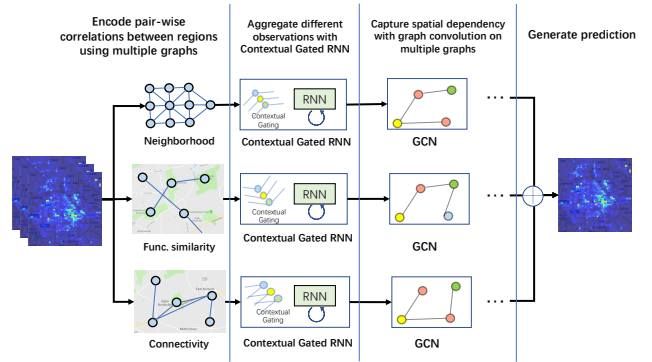 Encode pair-wise
correlations between regions
using multiple graphs
Aggregate different
observations with
Contextual Gated RNN
Capture spatial dependency
with graph convolution on
multiple graphs
Generate prediction
Neighborhood
Contextual
Gating
RNN
Contextual Gated RNN
GCN
Func. similarity
Contextual
Gating
RNN
Contextual Gated RNN
GCN
Connectivity
Contextual
Gating
RNN
Contextual Gated RNN
GCN